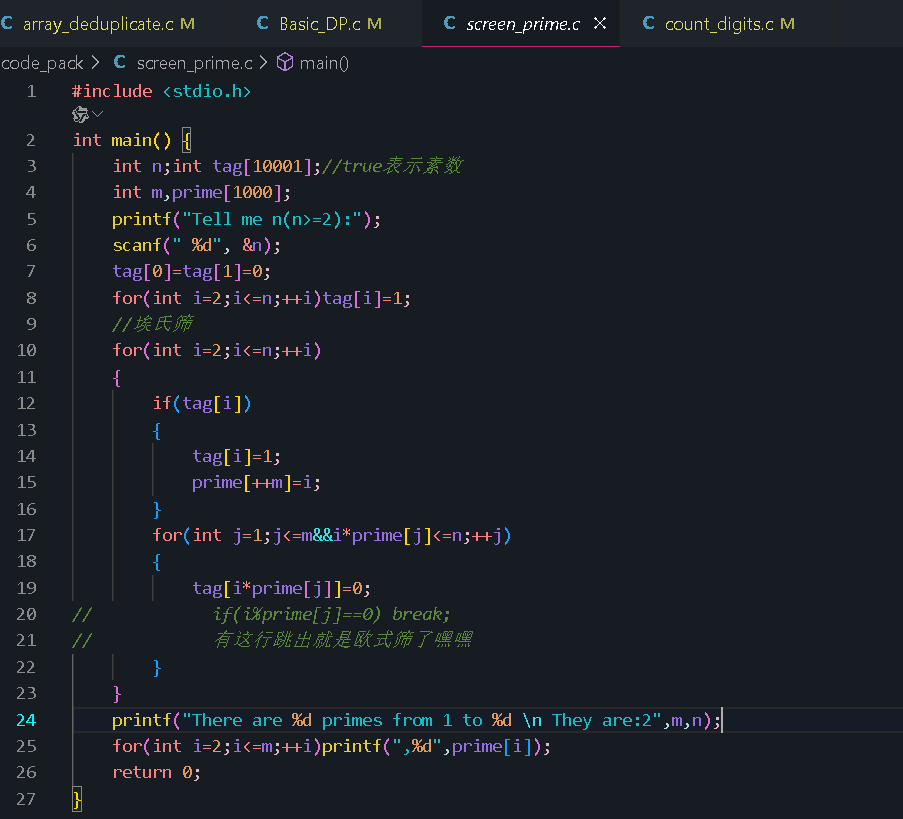 array_deduplicate.c M Basic_DP.c M screen_prime.c count_digits.c M
code_pack > C screen_prime.c > main()
1 #include <stdio.h>
2 int main() {
3 int n;int tag[10001];//true表示素数
4 int m,prime[1000];
5 printf("Tell me n(n>=2):");
6 scanf(" %d", &n);
7 tag[0]=tag[1]=0;
8 for(int i=2;i<=n;++i)tag[i]=1;
9 //埃氏筛
10 for(int i=2;i<=n;++i)
11 {
12 if(tag[i])
13 {
14 tag[i]=1;
15 prime[++m]=i;
16 }
17 for(int j=1;j<=m&&i*prime[j]<=n;++j)
18 {
19 tag[i*prime[j]]=0;
20 // if(i%prime[j]==0) break;
21 // 有这行跳出就是欧式筛了嘿嘿
22 }
23 }
24 printf("There are %d primes from 1 to %d \n They are:2",m,n);
25 for(int i=2;i<=m;++i)printf(",%d",prime[i]);
26 return 0;
27 }